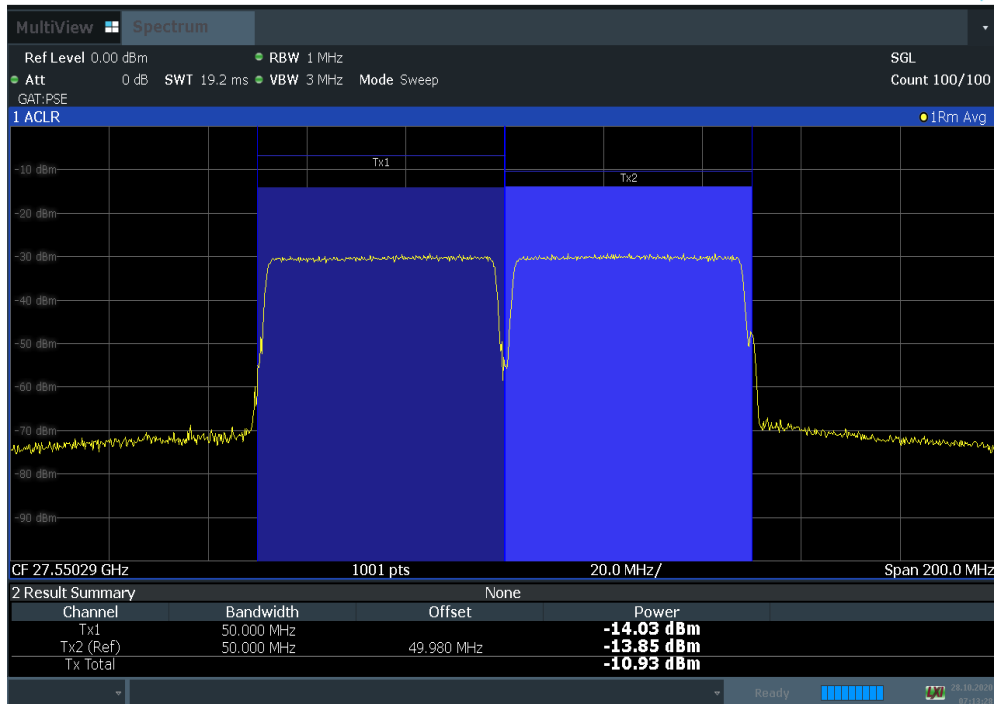 MultiView Spectrum
Ref Level 0.00 dBm RBW 1 MHz SGL
Att 0 dB SWT 19.2 ms VBW 3 MHz Mode Sweep Count 100/100
GAT:PSE
1 ACLR 1Rm Avg
Tx1
-10 dBm
Tx2
-20 dBm
-30 dBm
-40 dBm
-50 dBm
-60 dBm
-70 dBm
-80 dBm
-90 dBm
CF 27.55029 GHz 1001 pts 20.0 MHz/ Span 200.0 MHz
2 Result Summary None
Channel Bandwidth Offset Power
Tx1 50.000 MHz -14.03 dBm
Tx2 (Ref) 50.000 MHz 49.980 MHz -13.85 dBm
Tx Total -10.93 dBm
Ready 28.10.2020